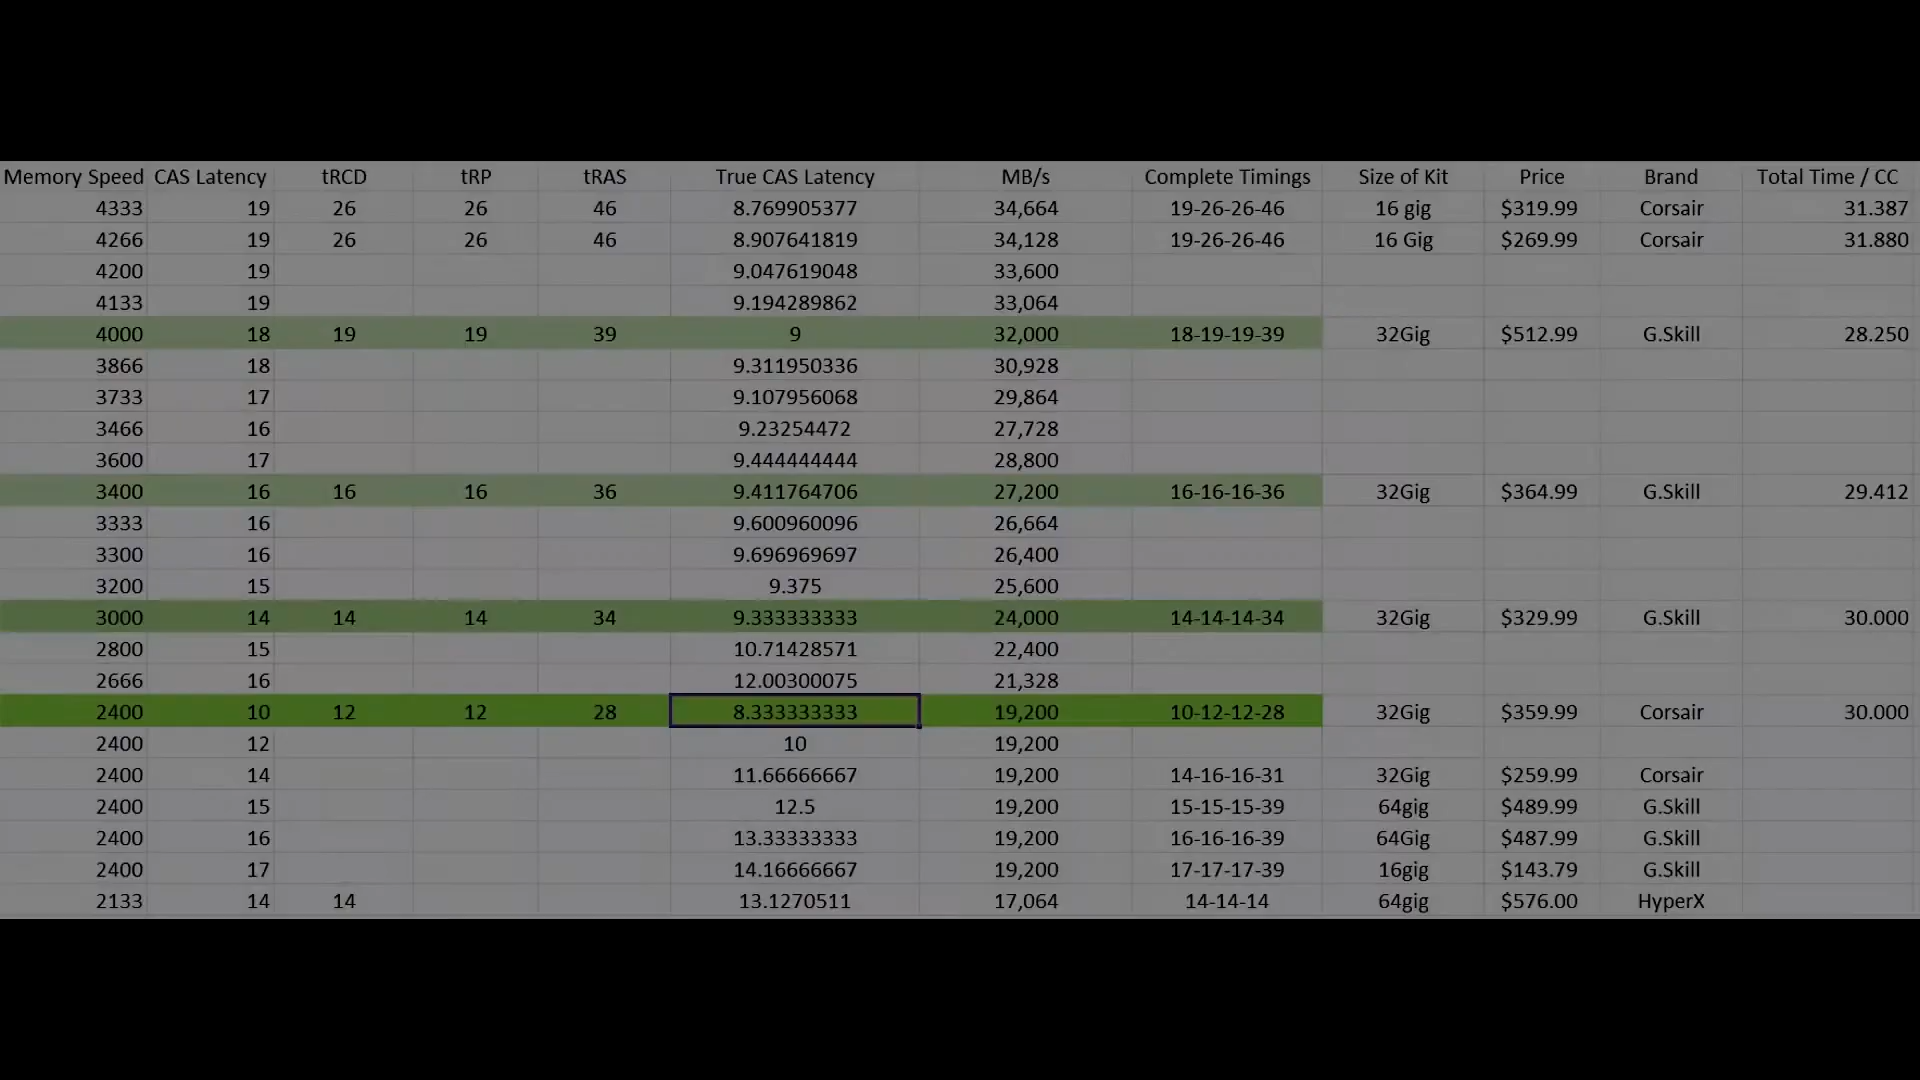 Memory Speed CAS Latency tRCD tRP tRAS True CAS Latency MB/s Complete Timings Size of Kit Price Brand Total Time / CC
4333 19 26 26 46 8.769905377 34,664 19-26-26-46 16 gig $319.99 Corsair 31.387
4266 19 26 26 46 8.907641819 34,128 19-26-26-46 16 Gig $269.99 Corsair 31.880
4200 19 9.047619048 33,600
4133 19 9.194289862 33,064
4000 18 19 19 39 9 32,000 18-19-19-39 32Gig $512.99 G.Skill 28.250
3866 18 9.311950336 30,928
3733 17 9.107956068 29,864
3466 16 9.23254472 27,728
3600 17 9.444444444 28,800
3400 16 16 16 36 9.411764706 27,200 16-16-16-36 32Gig $364.99 G.Skill 29.412
3333 16 9.600960096 26,664
3300 16 9.696969697 26,400
3200 15 9.375 25,600
3000 14 14 14 34 9.333333333 24,000 14-14-14-34 32Gig $329.99 G.Skill 30.000
2800 15 10.71428571 22,400
2666 16 12.00300075 21,328
2400 10 12 12 28 8.333333333 19,200 10-12-12-28 32Gig $359.99 Corsair 30.000
2400 12 10 19,200
2400 14 11.66666667 19,200 14-16-16-31 32Gig $259.99 Corsair
2400 15 12.5 19,200 15-15-15-39 64gig $489.99 G.Skill
2400 16 13.33333333 19,200 16-16-16-39 64Gig $487.99 G.Skill
2400 17 14.16666667 19,200 17-17-17-39 16gig $143.79 G.Skill
2133 14 14 13.1270511 17,064 14-14-14 64gig $576.00 HyperX